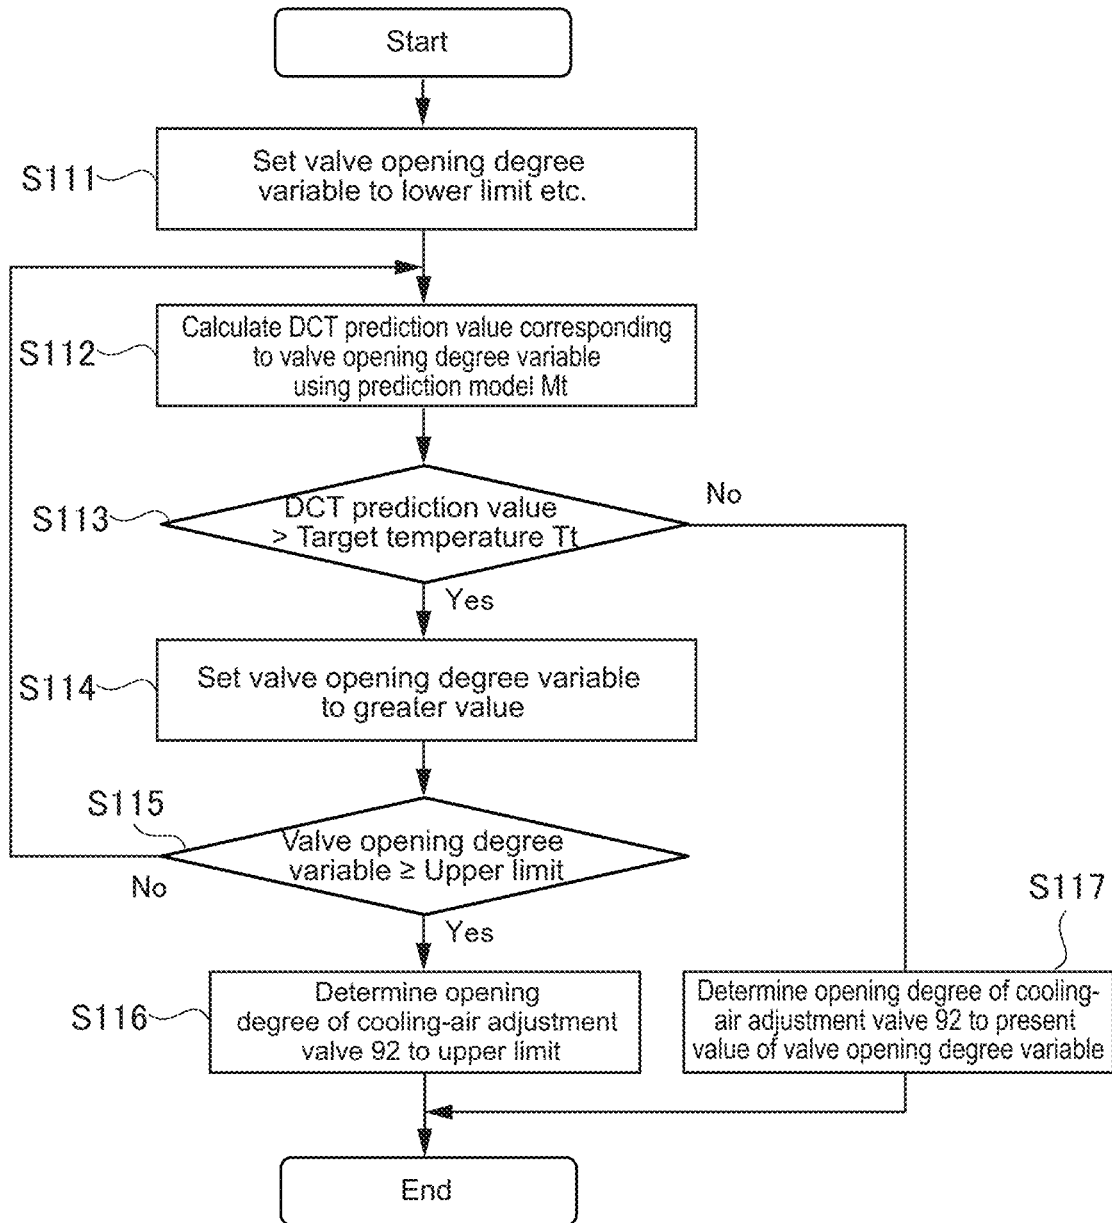 Start
S111
Set valve opening degree
variable to lower limit etc.
S112
Calculate DCT prediction value corresponding
to valve opening degree variable
using prediction model Mt
S113
DCT prediction value
> Target temperature Tt
No
Yes
S114
Set valve opening degree variable
to greater value
S115
Valve opening degree
variable ≥ Upper limit
No
Yes
S116
Determine opening
degree of cooling-air adjustment
valve 92 to upper limit
S117
Determine opening degree of cooling-
air adjustment valve 92 to present
value of valve opening degree variable
End